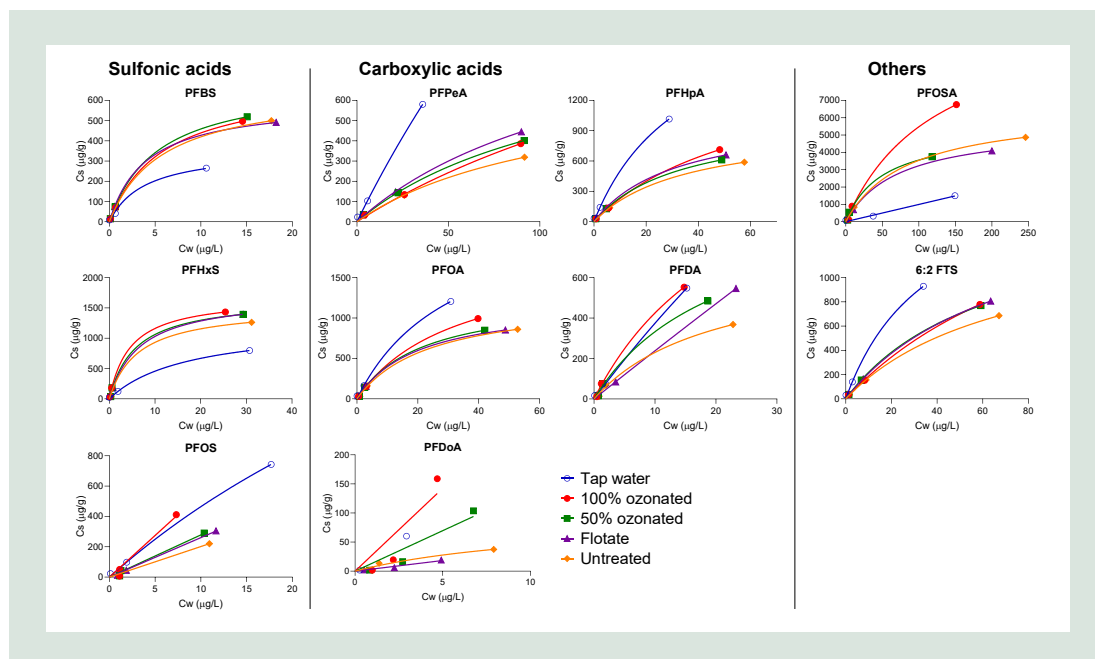 Sulfonic acids
Carboxylic acids
Others
PFBS
600
500
400
300
200
100
0
0
5
10
15
20
Cs (µg/g)
Cw (µg/L)
PFPeA
600
500
400
300
200
100
0
0
50
100
Cs (µg/g)
Cw (µg/L)
PFHpA
1200
900
600
300
0
0
20
40
60
Cs (µg/g)
Cw (µg/L)
PFOSA
7000
6000
5000
4000
3000
2000
1000
0
0
50
100
150
200
250
Cs (µg/g)
Cw (µg/L)
PFHxS
2000
1500
1000
500
0
0
10
20
30
40
Cs (µg/g)
Cw (µg/L)
PFOA
1500
1000
500
0
0
20
40
60
Cs (µg/g)
Cw (µg/L)
PFDA
600
400
200
0
0
10
20
30
Cs (µg/g)
Cw (µg/L)
6:2 FTS
1000
800
600
400
200
0
0
20
40
60
80
Cs (µg/g)
Cw (µg/L)
PFOS
800
600
400
200
0
0
5
10
15
20
Cs (µg/g)
Cw (µg/L)
PFDoA
200
150
100
50
0
0
5
10
Cs (µg/g)
Cw (µg/L)
Tap water
100% ozonated
50% ozonated
Flotate
Untreated